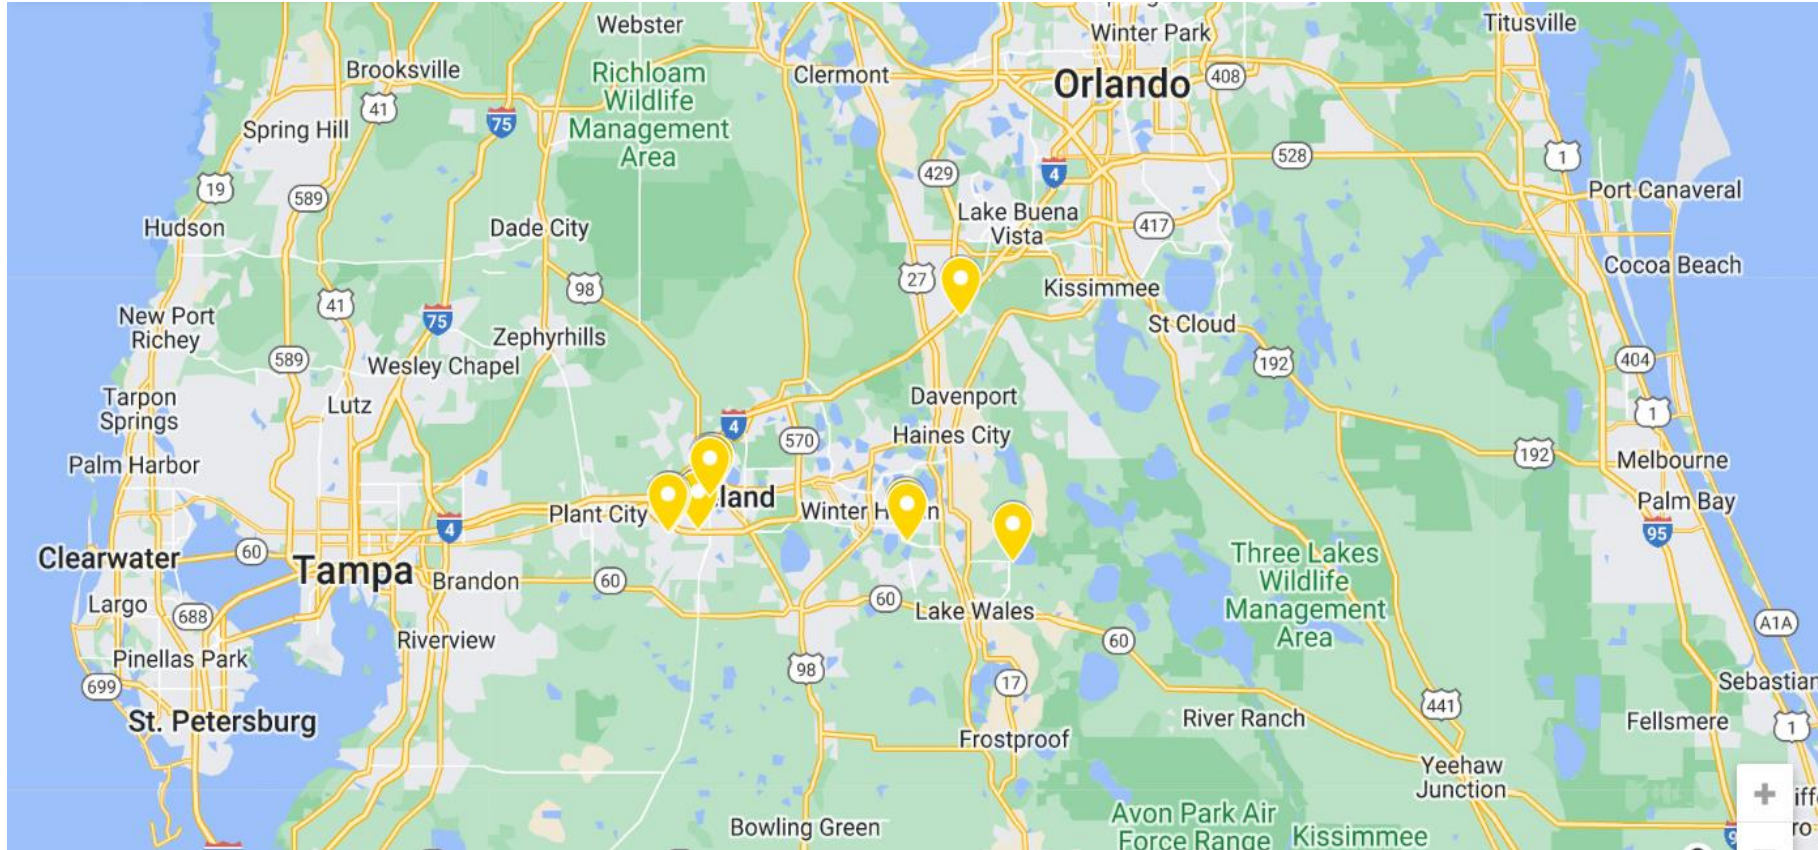 Webster
Winter Park
Titusville
Brooksville
Richloam
Wildlife
Management
Area
Clermont
Orlando
408
41
75
Spring Hill
528
1
19
589
429
4
Port Canaveral
Hudson
Dade City
Lake Buena
Vista
417
27
Cocoa Beach
98
Kissimmee
41
New Port
Richey
75
Zephyrhills
St Cloud
589
Wesley Chapel
192
404
Tarpon
Springs
Lutz
Davenport
1
4
570
Haines City
192
Palm Harbor
Melbourne
land
Plant City
Winter H
n
Palm Bay
4
95
Clearwater
60
Tampa
Brandon
60
Three Lakes
Wildlife
Management
Area
Largo
688
60
Lake Wales
A1A
Riverview
60
Pinellas Park
98
699
17
Sebastian
St. Petersburg
River Ranch
441
Fellsmere
1
Frostproof
Yeehaw
Junction
+
Bowling Green
Avon Park Air
Force Range
Kissimmee